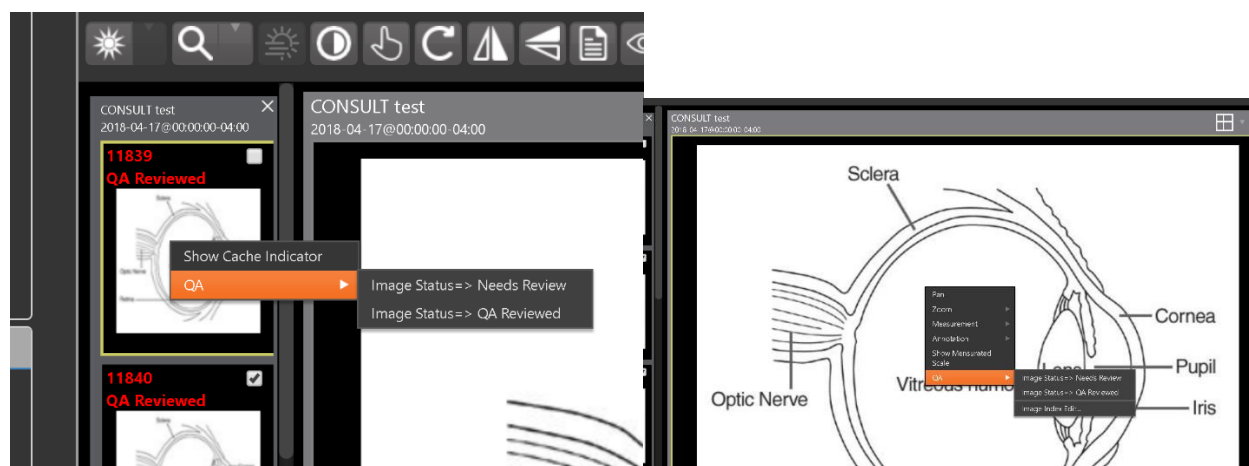 CONSULT test
2018-04-17@00:00:00-04:00
11839
QA Reviewed
Show Cache Indicator
QA
Image Status=> Needs Review
Image Status=> QA Reviewed
11840
QA Reviewed
CONSULT test
2018-04-17@00:00:00-04:00
CONSULT test
2018-04-17@00:00:00-04:00
Sclera
Cornea
Pupil
Iris
Optic Nerve
Pan
Zoom
Measurement
Annotation
Show Mensurated
Scale
QA
Image Status=> Needs Review
Image Status=> QA Reviewed
Image Index Edit...